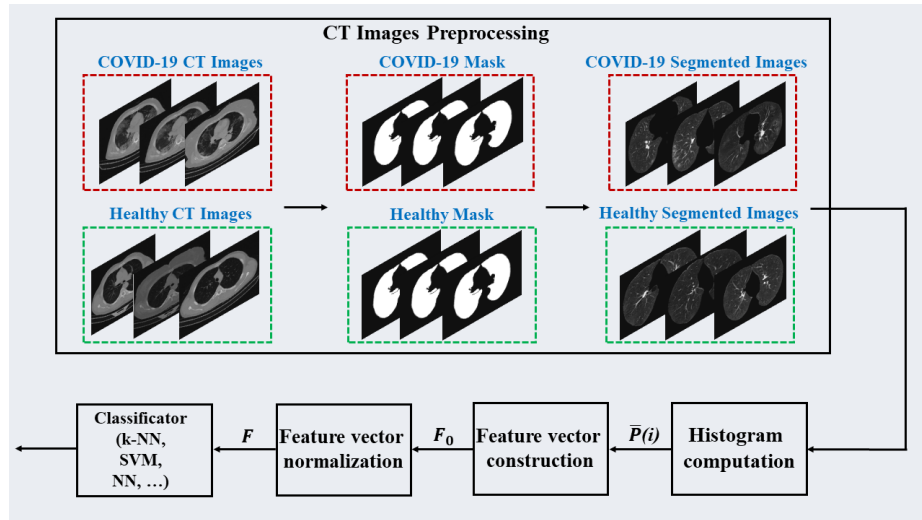 CT Images Preprocessing
COVID-19 CT Images
COVID-19 Mask
COVID-19 Segmented Images
Healthy CT Images
Healthy Mask
Healthy Segmented Images
Classificator
(k-NN,
SVM,
NN, ...)
F
Feature vector
normalization
F₀
Feature vector
construction
P̅(i)
Histogram
computation